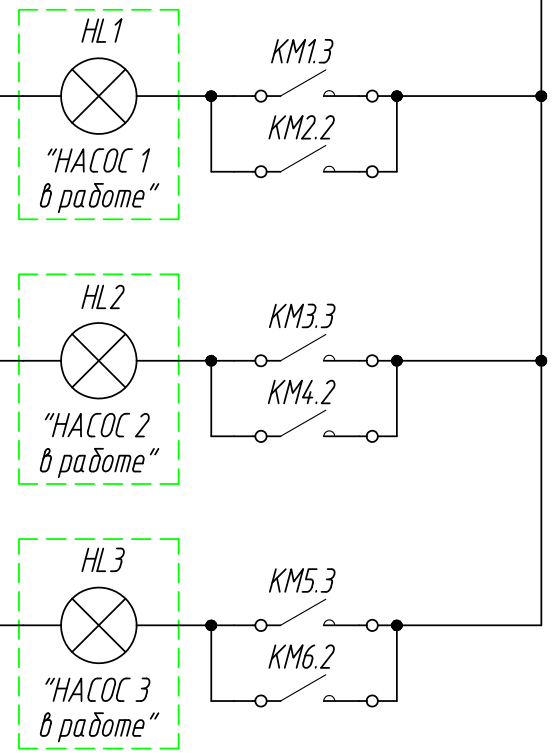 HL1
KM1.3
KM2.2
"НАСОС 1
в работе"
HL2
KM3.3
KM4.2
"НАСОС 2
в работе"
HL3
KM5.3
KM6.2
"НАСОС 3
в работе"